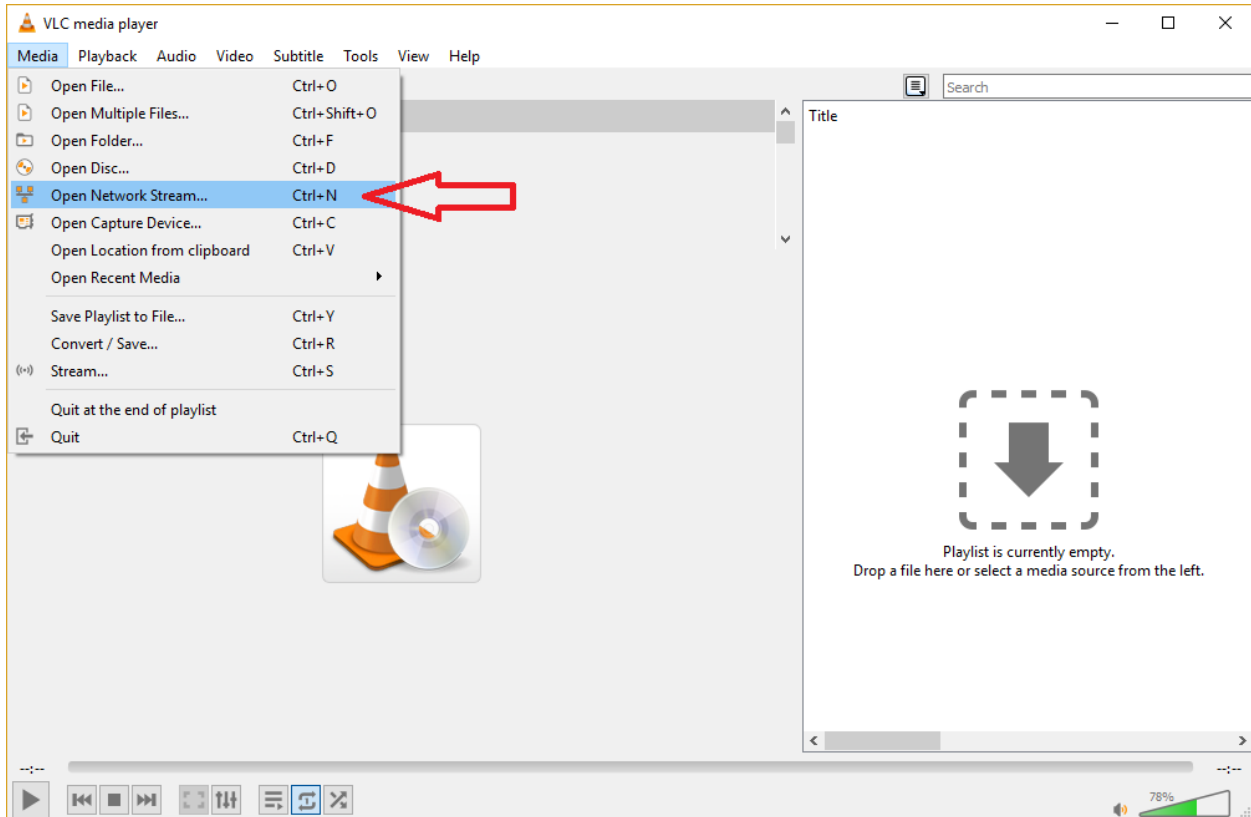 VLC media player
Media Playback Audio Video Subtitle Tools View Help
Open File... Ctrl+O
Open Multiple Files... Ctrl+Shift+O
Open Folder... Ctrl+F
Open Disc... Ctrl+D
Open Network Stream... Ctrl+N
Open Capture Device... Ctrl+C
Open Location from clipboard Ctrl+V
Open Recent Media
Save Playlist to File... Ctrl+Y
Convert / Save... Ctrl+R
Stream... Ctrl+S
Quit at the end of playlist
Quit Ctrl+Q
Search
Title
Playlist is currently empty.
Drop a file here or select a media source from the left.
--:-- --:--
78%